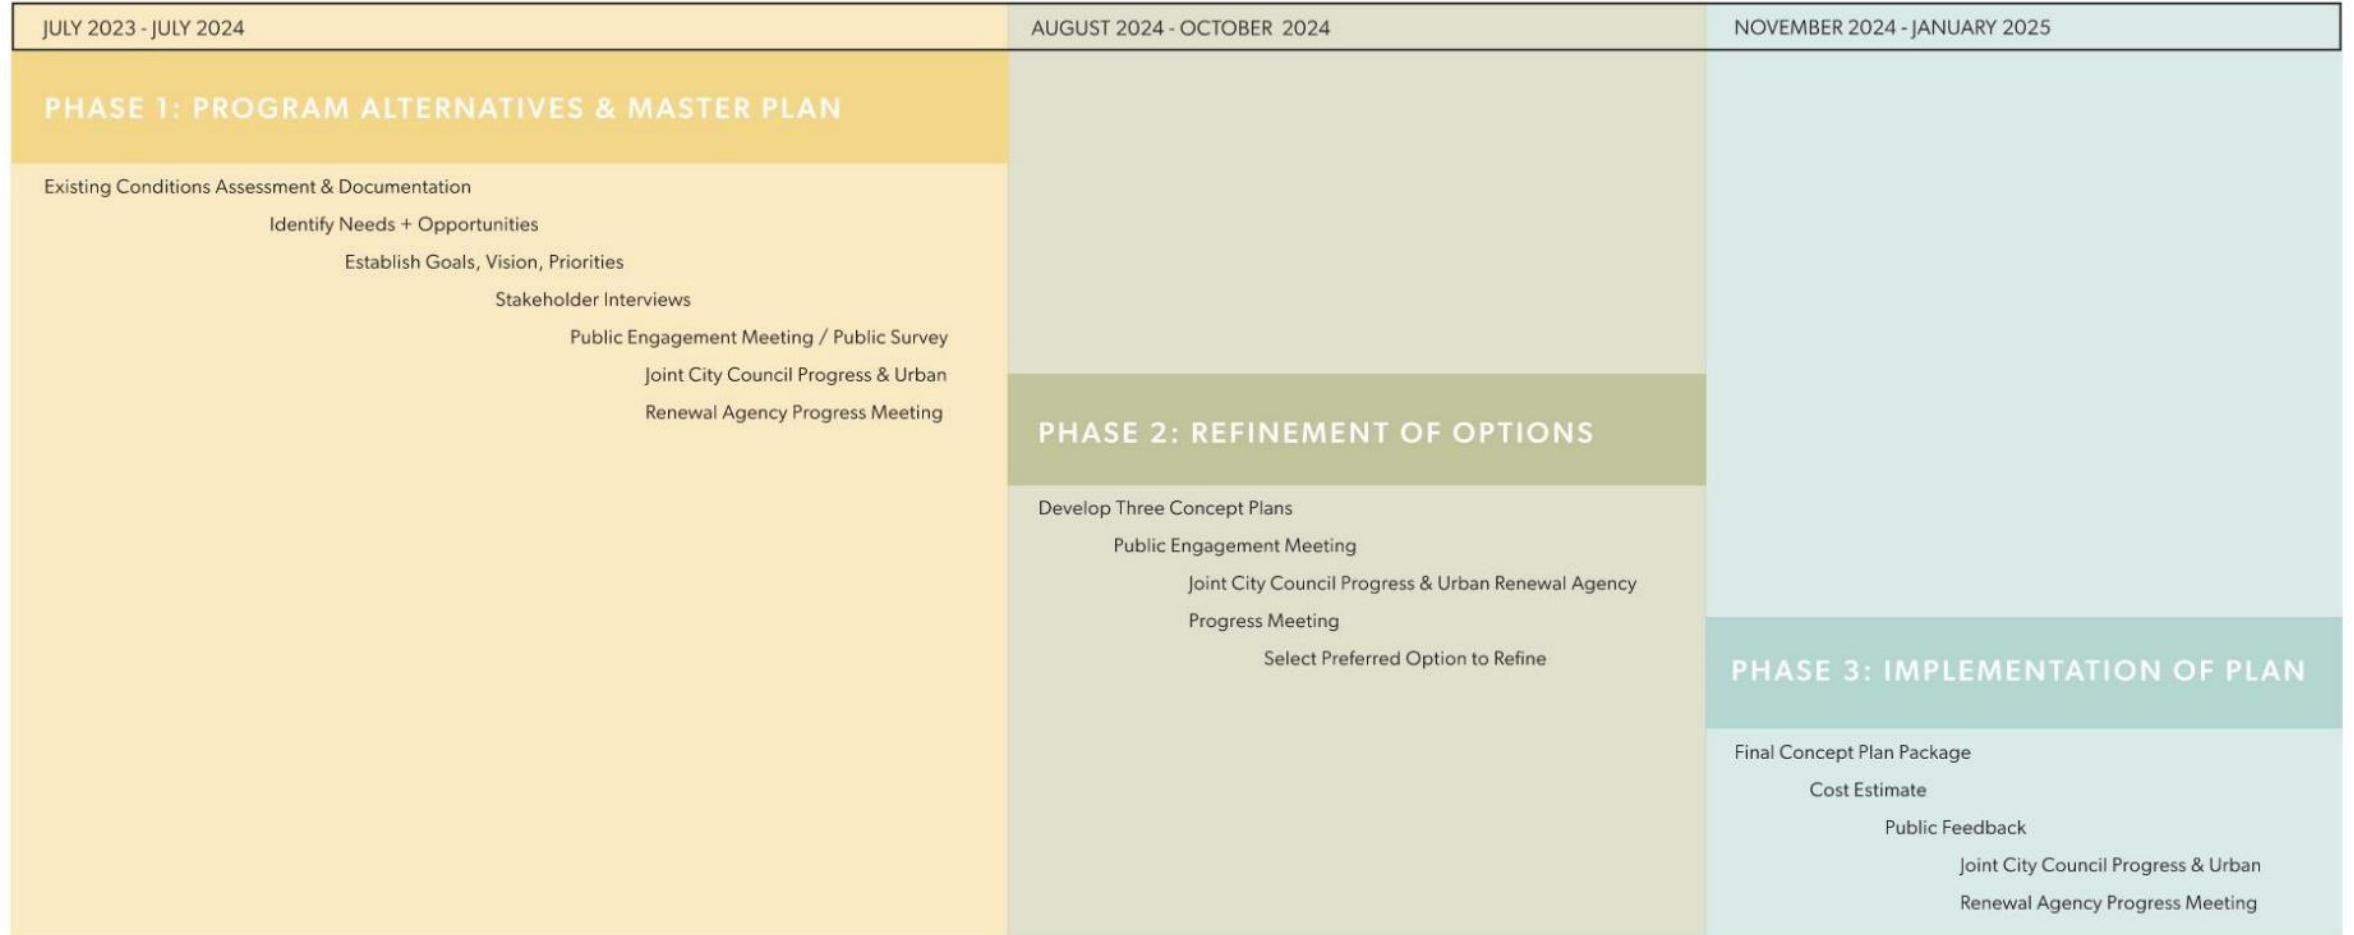 JULY 2023 - JULY 2024
AUGUST 2024 - OCTOBER 2024
NOVEMBER 2024 - JANUARY 2025
PHASE 1: PROGRAM ALTERNATIVES & MASTER PLAN
Existing Conditions Assessment & Documentation
Identify Needs + Opportunities
Establish Goals, Vision, Priorities
Stakeholder Interviews
Public Engagement Meeting / Public Survey
Joint City Council Progress & Urban
Renewal Agency Progress Meeting
PHASE 2: REFINEMENT OF OPTIONS
Develop Three Concept Plans
Public Engagement Meeting
Joint City Council Progress & Urban Renewal Agency
Progress Meeting
Select Preferred Option to Refine
PHASE 3: IMPLEMENTATION OF PLAN
Final Concept Plan Package
Cost Estimate
Public Feedback
Joint City Council Progress & Urban
Renewal Agency Progress Meeting